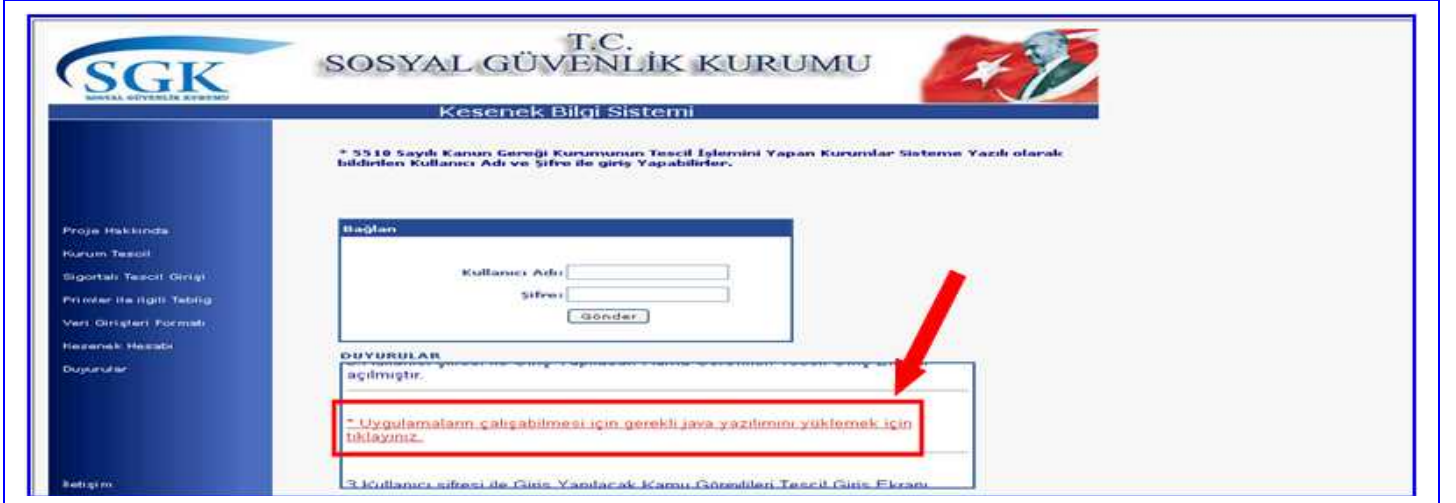 T.C.
SGK
SOSYAL GÜVENLİK KURUMU
SOSYAL GÜVENLİK KURUMU
Kesenek Bilgi Sistemi
* 5510 Sayılı Kanun Gereği Kurumunun Tescil İşlemini Yapan Kurumlar Sisteme Yazılı olarak
bildirilen Kullanıcı Adı ve Şifre ile giriş Yapabilirler.
Proje Hakkında
Kurum Tescil
Sigortalı Tescil Girişi
Primler ile ilgili Tebliğ
Veri Girişleri Formatı
Kesenek Hesabı
Duyurular
İletişim
Bağlan
Kullanıcı Adı:
Şifre:
Gönder
DUYURULAR
açılmıştır.
* Uygulamaların çalışabilmesi için gerekli java yazılımını yüklemek için
tıklayınız.
3.Kullanıcı şifresi ile Giriş Yapılacak Kamu Görevlileri Tescil Giriş Ekranı